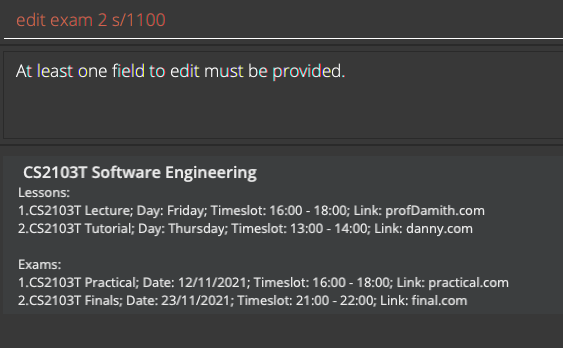 edit exam 2 s/1100
At least one field to edit must be provided.
CS2103T Software Engineering
Lessons:
1.CS2103T Lecture; Day: Friday; Timeslot: 16:00 - 18:00; Link: profDamith.com
2.CS2103T Tutorial; Day: Thursday; Timeslot: 13:00 - 14:00; Link: danny.com
Exams:
1.CS2103T Practical; Date: 12/11/2021; Timeslot: 16:00 - 18:00; Link: practical.com
2.CS2103T Finals; Date: 23/11/2021; Timeslot: 21:00 - 22:00; Link: final.com